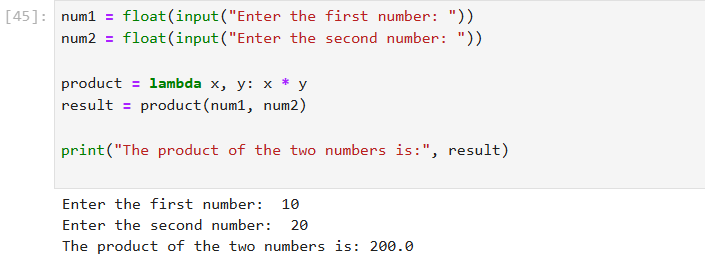 [45]: num1 = float(input("Enter the first number: "))
num2 = float(input("Enter the second number: "))
product = lambda x, y: x * y
result = product(num1, num2)
print("The product of the two numbers is:", result)
Enter the first number:  10
Enter the second number:  20
The product of the two numbers is: 200.0